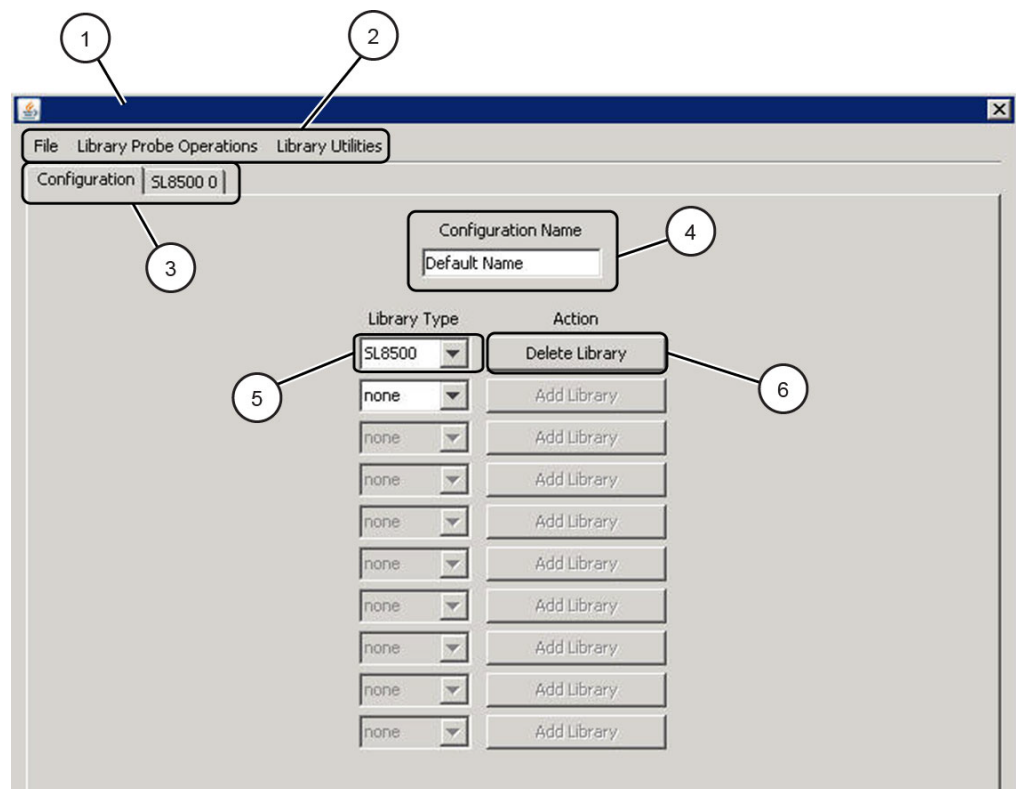 1
2
File Library Probe Operations Library Utilities
Configuration SL8500 0
3
Configuration Name
Default Name
4
Library Type Action
SL8500 Delete Library
5
6
none Add Library
none Add Library
none Add Library
none Add Library
none Add Library
none Add Library
none Add Library
none Add Library
none Add Library